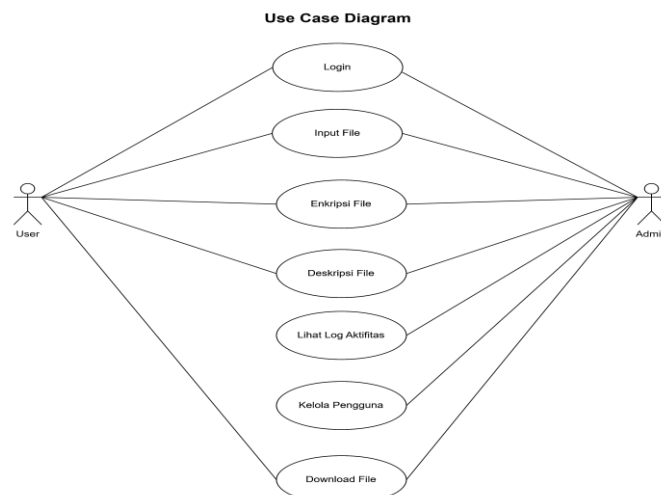 Use Case Diagram
Login
Input File
Enkripsi File
User
Admi
Deskripsi File
Lihat Log Aktifitas
Kelola Pengguna
Download File